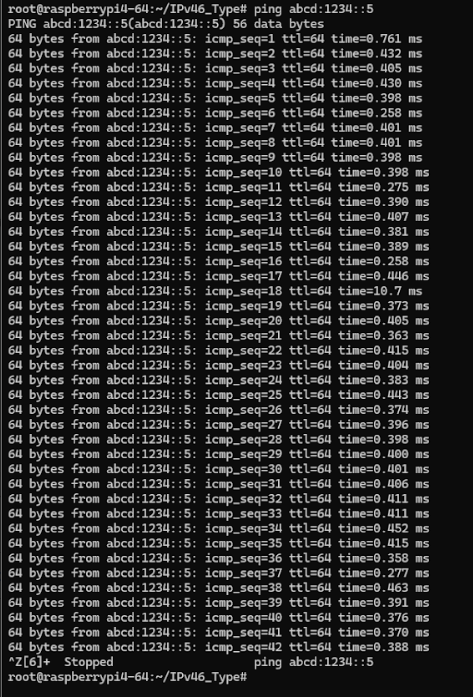 root@raspberrypi4-64:~/IPv46_Type# ping abcd:1234::5
PING abcd:1234::5(abcd:1234::5) 56 data bytes
64 bytes from abcd:1234::5: icmp_seq=1 ttl=64 time=0.761 ms
64 bytes from abcd:1234::5: icmp_seq=2 ttl=64 time=0.432 ms
64 bytes from abcd:1234::5: icmp_seq=3 ttl=64 time=0.405 ms
64 bytes from abcd:1234::5: icmp_seq=4 ttl=64 time=0.430 ms
64 bytes from abcd:1234::5: icmp_seq=5 ttl=64 time=0.398 ms
64 bytes from abcd:1234::5: icmp_seq=6 ttl=64 time=0.258 ms
64 bytes from abcd:1234::5: icmp_seq=7 ttl=64 time=0.401 ms
64 bytes from abcd:1234::5: icmp_seq=8 ttl=64 time=0.401 ms
64 bytes from abcd:1234::5: icmp_seq=9 ttl=64 time=0.398 ms
64 bytes from abcd:1234::5: icmp_seq=10 ttl=64 time=0.398 ms
64 bytes from abcd:1234::5: icmp_seq=11 ttl=64 time=0.275 ms
64 bytes from abcd:1234::5: icmp_seq=12 ttl=64 time=0.390 ms
64 bytes from abcd:1234::5: icmp_seq=13 ttl=64 time=0.407 ms
64 bytes from abcd:1234::5: icmp_seq=14 ttl=64 time=0.381 ms
64 bytes from abcd:1234::5: icmp_seq=15 ttl=64 time=0.389 ms
64 bytes from abcd:1234::5: icmp_seq=16 ttl=64 time=0.258 ms
64 bytes from abcd:1234::5: icmp_seq=17 ttl=64 time=0.446 ms
64 bytes from abcd:1234::5: icmp_seq=18 ttl=64 time=10.7 ms
64 bytes from abcd:1234::5: icmp_seq=19 ttl=64 time=0.373 ms
64 bytes from abcd:1234::5: icmp_seq=20 ttl=64 time=0.405 ms
64 bytes from abcd:1234::5: icmp_seq=21 ttl=64 time=0.363 ms
64 bytes from abcd:1234::5: icmp_seq=22 ttl=64 time=0.415 ms
64 bytes from abcd:1234::5: icmp_seq=23 ttl=64 time=0.404 ms
64 bytes from abcd:1234::5: icmp_seq=24 ttl=64 time=0.383 ms
64 bytes from abcd:1234::5: icmp_seq=25 ttl=64 time=0.443 ms
64 bytes from abcd:1234::5: icmp_seq=26 ttl=64 time=0.374 ms
64 bytes from abcd:1234::5: icmp_seq=27 ttl=64 time=0.396 ms
64 bytes from abcd:1234::5: icmp_seq=28 ttl=64 time=0.398 ms
64 bytes from abcd:1234::5: icmp_seq=29 ttl=64 time=0.400 ms
64 bytes from abcd:1234::5: icmp_seq=30 ttl=64 time=0.401 ms
64 bytes from abcd:1234::5: icmp_seq=31 ttl=64 time=0.406 ms
64 bytes from abcd:1234::5: icmp_seq=32 ttl=64 time=0.411 ms
64 bytes from abcd:1234::5: icmp_seq=33 ttl=64 time=0.411 ms
64 bytes from abcd:1234::5: icmp_seq=34 ttl=64 time=0.452 ms
64 bytes from abcd:1234::5: icmp_seq=35 ttl=64 time=0.415 ms
64 bytes from abcd:1234::5: icmp_seq=36 ttl=64 time=0.358 ms
64 bytes from abcd:1234::5: icmp_seq=37 ttl=64 time=0.277 ms
64 bytes from abcd:1234::5: icmp_seq=38 ttl=64 time=0.463 ms
64 bytes from abcd:1234::5: icmp_seq=39 ttl=64 time=0.391 ms
64 bytes from abcd:1234::5: icmp_seq=40 ttl=64 time=0.376 ms
64 bytes from abcd:1234::5: icmp_seq=41 ttl=64 time=0.370 ms
64 bytes from abcd:1234::5: icmp_seq=42 ttl=64 time=0.388 ms
^Z[6]+  Stopped                 ping abcd:1234::5
root@raspberrypi4-64:~/IPv46_Type#